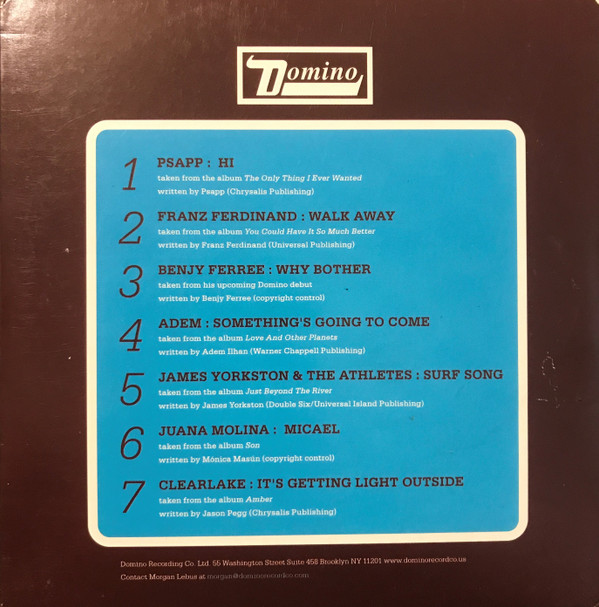 Domino
1 PSAPP : HI
taken from the album The Only Thing I Ever Wanted
written by Psapp (Chrysalis Publishing)
2 FRANZ FERDINAND : WALK AWAY
taken from the album You Could Have It So Much Better
written by Franz Ferdinand (Universal Publishing)
3 BENJY FERREE : WHY BOTHER
taken from his upcoming Domino debut
written by Benjy Ferree (copyright control)
4 ADEM : SOMETHING'S GOING TO COME
taken from the album Love And Other Planets
written by Adem Ilhan (Warner Chappell Publishing)
5 JAMES YORKSTON & THE ATHLETES : SURF SONG
taken from the album Just Beyond The River
written by James Yorkston (Double Six/Universal Island Publishing)
6 JUANA MOLINA : MICAEL
taken from the album Son
written by Mónica Masún (copyright control)
7 CLEARLAKE : IT'S GETTING LIGHT OUTSIDE
taken from the album Amber
written by Jason Pegg (Chrysalis Publishing)
Domino Recording Co. Ltd. 55 Washington Street Suite 458 Brooklyn NY 11201 www.dominorecordco.us
Contact Morgan Lebus at morgan@dominorecordco.com